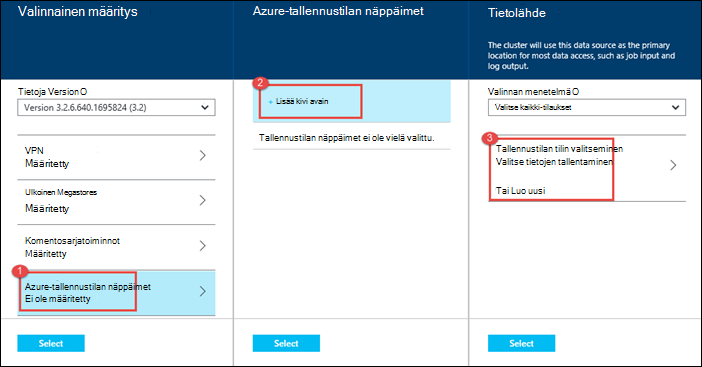 Valinnainen määritys
Tietoja Version O
Version 3.2.6.640.1695824 (3.2)
VPN
Määritetty
Ulkoinen Megastores
Määritetty
Komentosarjatoiminnot
Määritetty
1
Azure-tallennustilan näppäimet
Ei ole määritetty
Select
Azure-tallennustilan näppäimet
2
+ Lisää kivi avain
Tallennustilan näppäimet ei ole vielä valittu.
Select
Tietolähde
The cluster will use this data source as the primary
location for most data access, such as job input and
log output.
Valinnan menetelmä O
Valitse kaikki-tilaukset
3
Tallennustilan tilin valitseminen
Valitse tietojen tallentaminen
Tai Luo uusi
Select